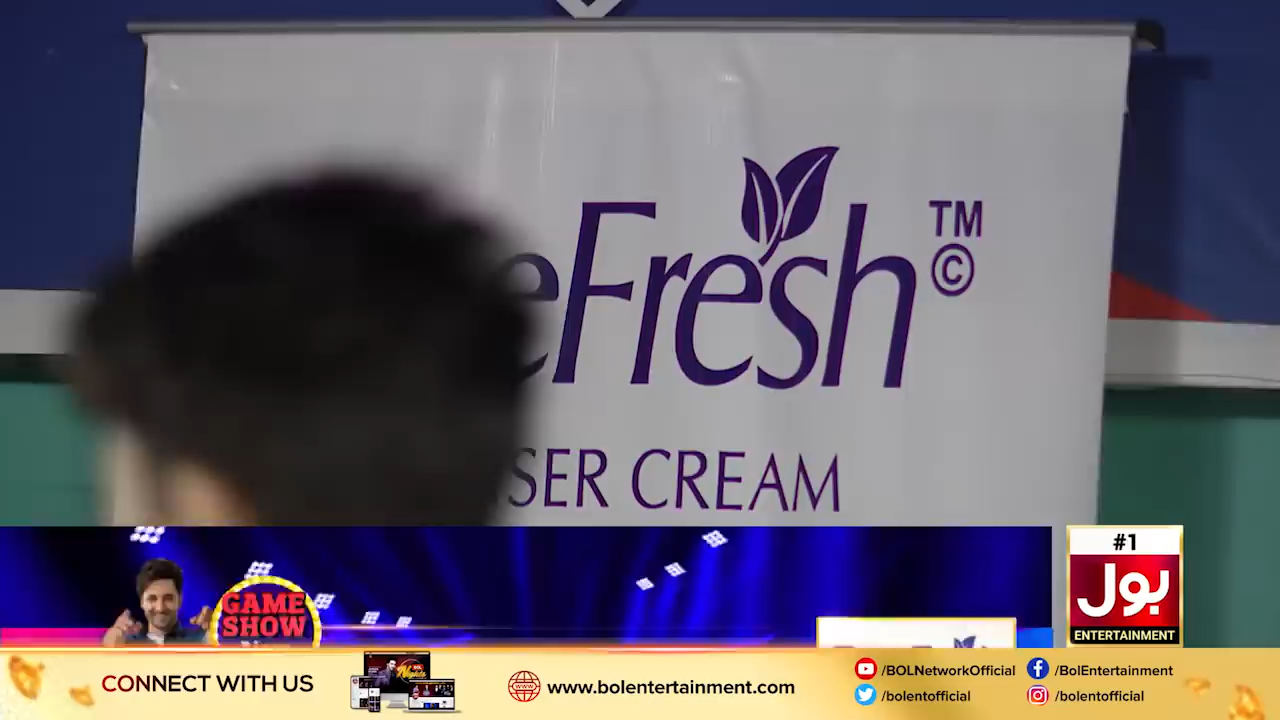 eFresh
TM
©
SER CREAM
GAME
SHOW
#1
بول
ENTERTAINMENT
CONNECT WITH US
www.bolentertainment.com
/BOLNetworkOfficial
/BolEntertainment
/bolentofficial
/bolentofficial